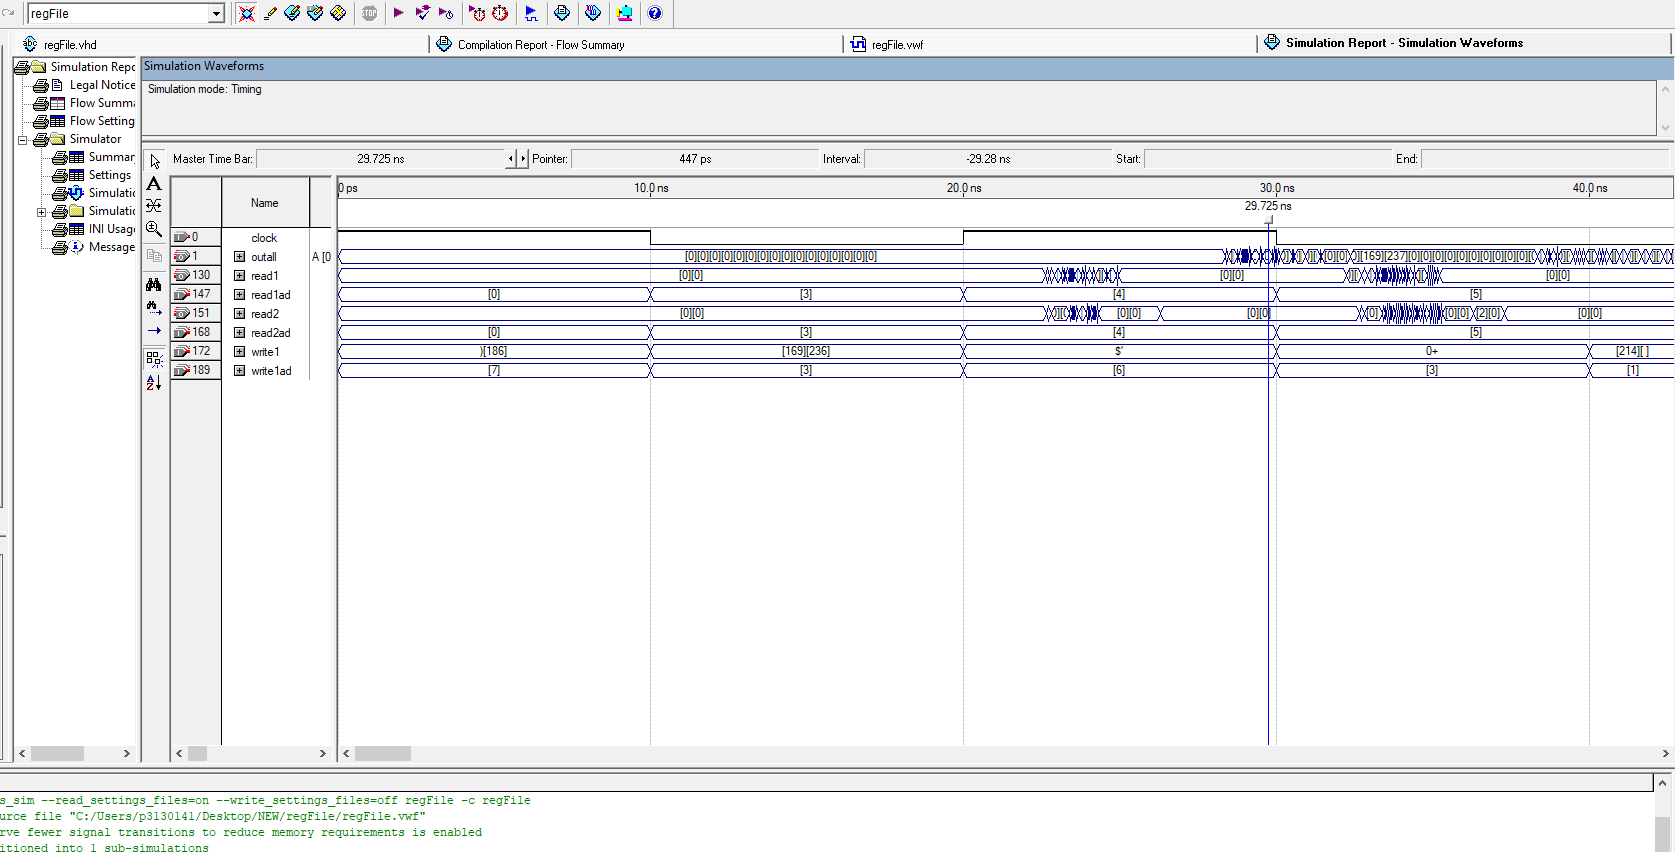 regFile
STOP
abc regFile.vhd
Compilation Report - Flow Summary
regFile.vwf
Simulation Report - Simulation Waveforms
Simulation Repo
Legal Notice
Flow Summa
Flow Setting
Simulator
Summar
Settings
Simulatio
Simulatio
INI Usag
Message
Simulation Waveforms
Simulation mode: Timing
Master Time Bar: 29.725 ns Pointer: 447 ps Interval: -29.28 ns Start: End:
A
Name
0 ps 10.0 ns 20.0 ns 30.0 ns 40.0 ns
29.725 ns
0 clock
1 outall A [0 [0][0][0][0][0][0][0][0][0][0][0][0][0][0][0][0] [0][0] [169][237][0][0][0][0][0][0][0][0][0][0]
130 read1 [0][0] [0][0] [0][0]
147 read1ad [0] [3] [4] [5]
151 read2 [0][0] [0][0] [0][0] [0] [0][0] [2][0] [0][0]
168 read2ad [0] [3] [4] [5]
172 write1 )[186] [169][236] $' 0+ [214][ ]
189 write1ad [7] [3] [6] [3] [1]
s_sim --read_settings_files=on --write_settings_files=off regFile -c regFile
urce file "C:/Users/p3130141/Desktop/NEW/regFile/regFile.vwf"
rve fewer signal transitions to reduce memory requirements is enabled
itioned into 1 sub-simulations